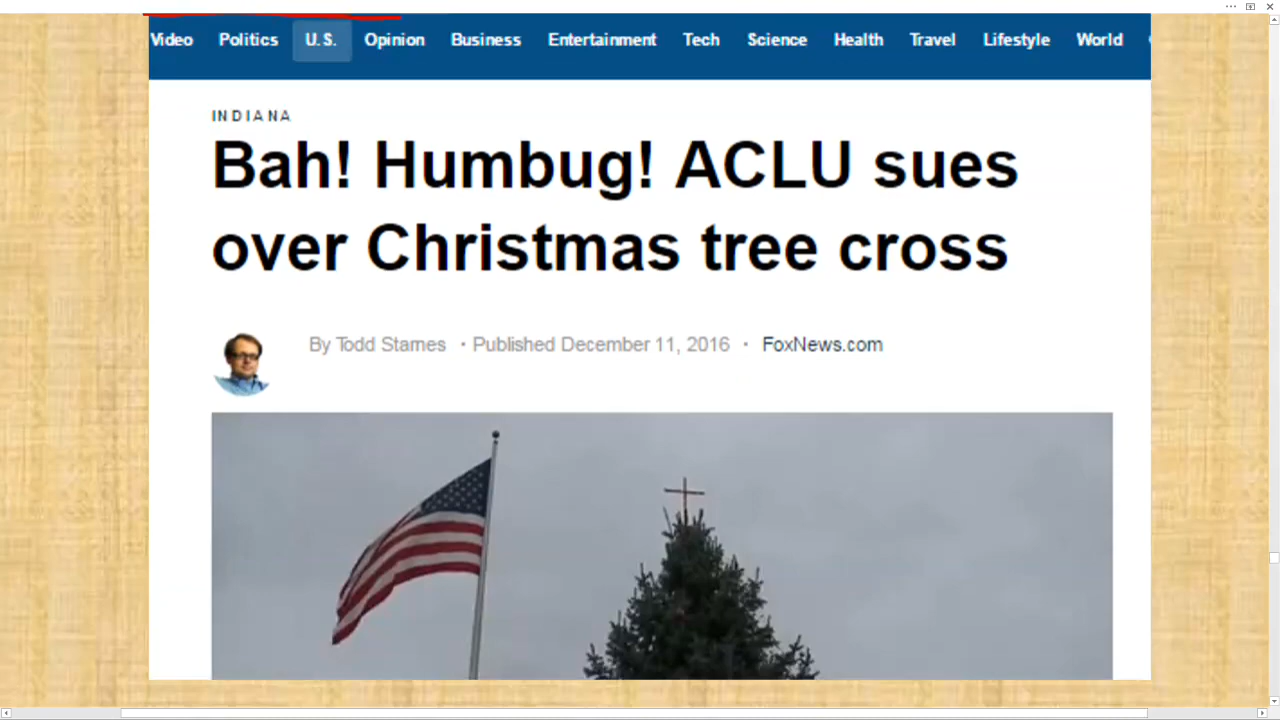 Video Politics U.S. Opinion Business Entertainment Tech Science Health Travel Lifestyle World
INDIANA
Bah! Humbug! ACLU sues
over Christmas tree cross
By Todd Starnes • Published December 11, 2016 • FoxNews.com